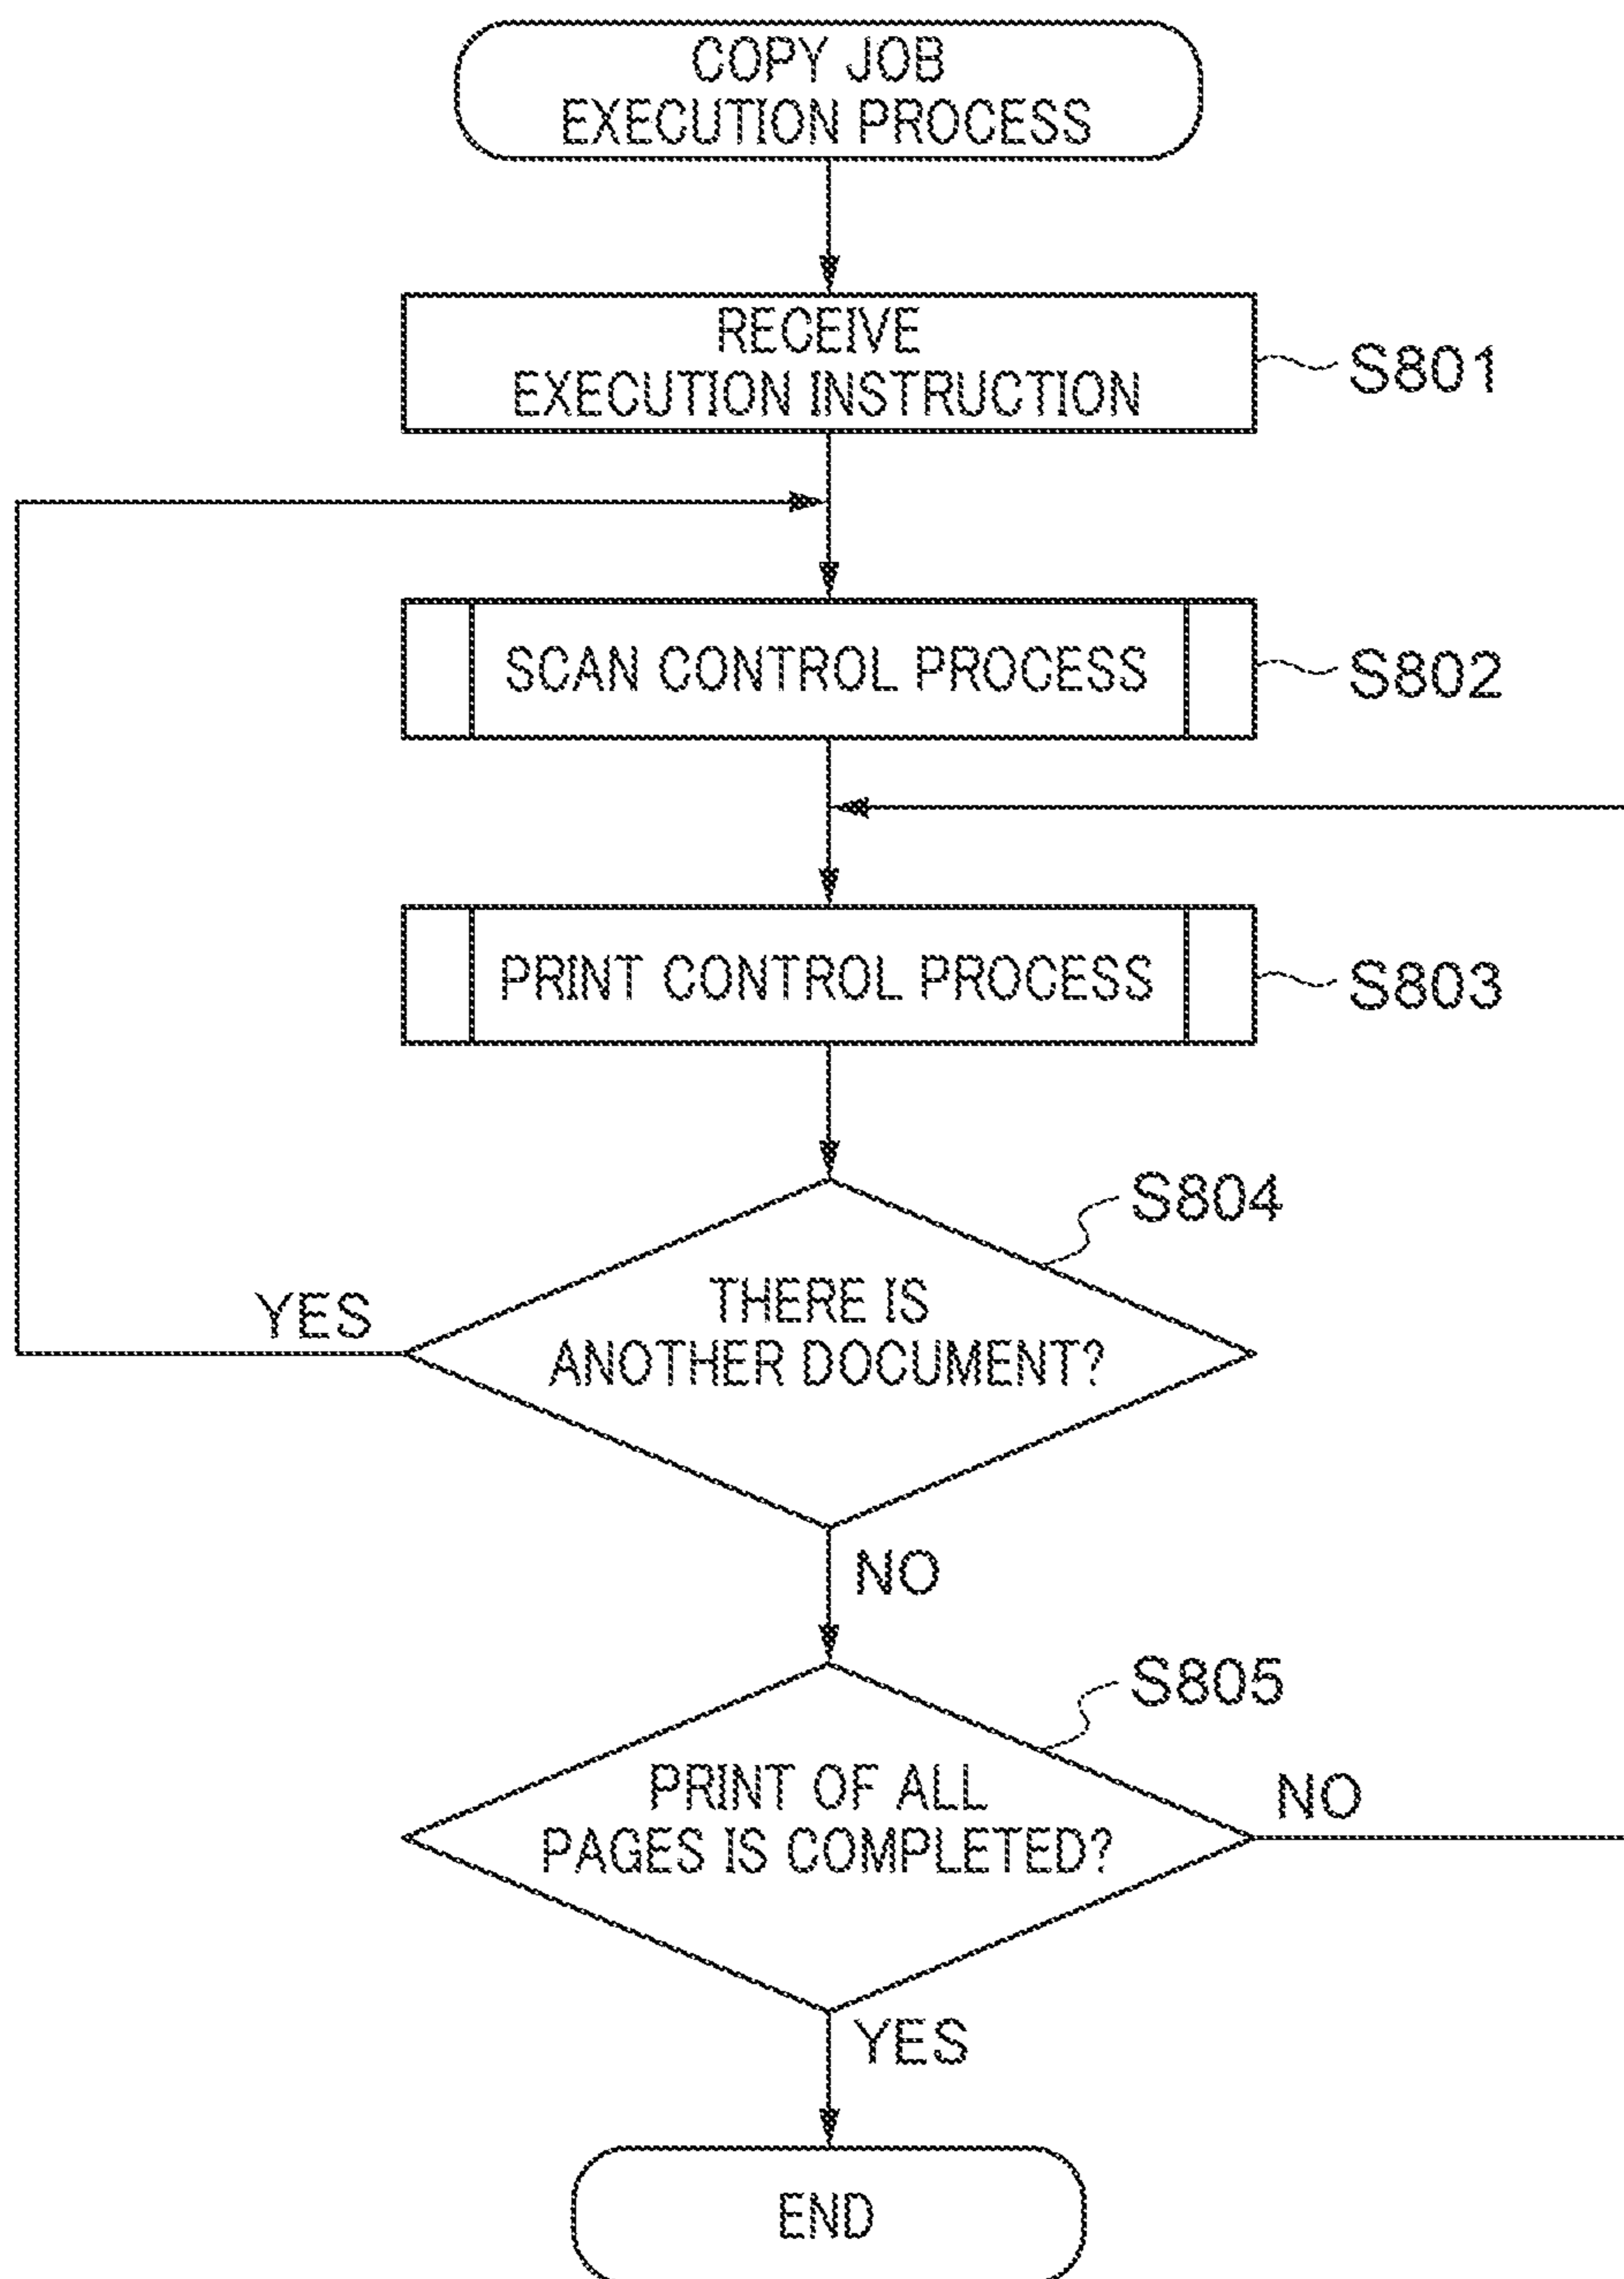 COPY JOB
EXECUTION PROCESS
RECEIVE
EXECUTION INSTRUCTION
S801
SCAN CONTROL PROCESS
S802
PRINT CONTROL PROCESS
S803
S804
THERE IS
ANOTHER DOCUMENT?
YES
NO
S805
PRINT OF ALL
PAGES IS COMPLETED?
NO
YES
END